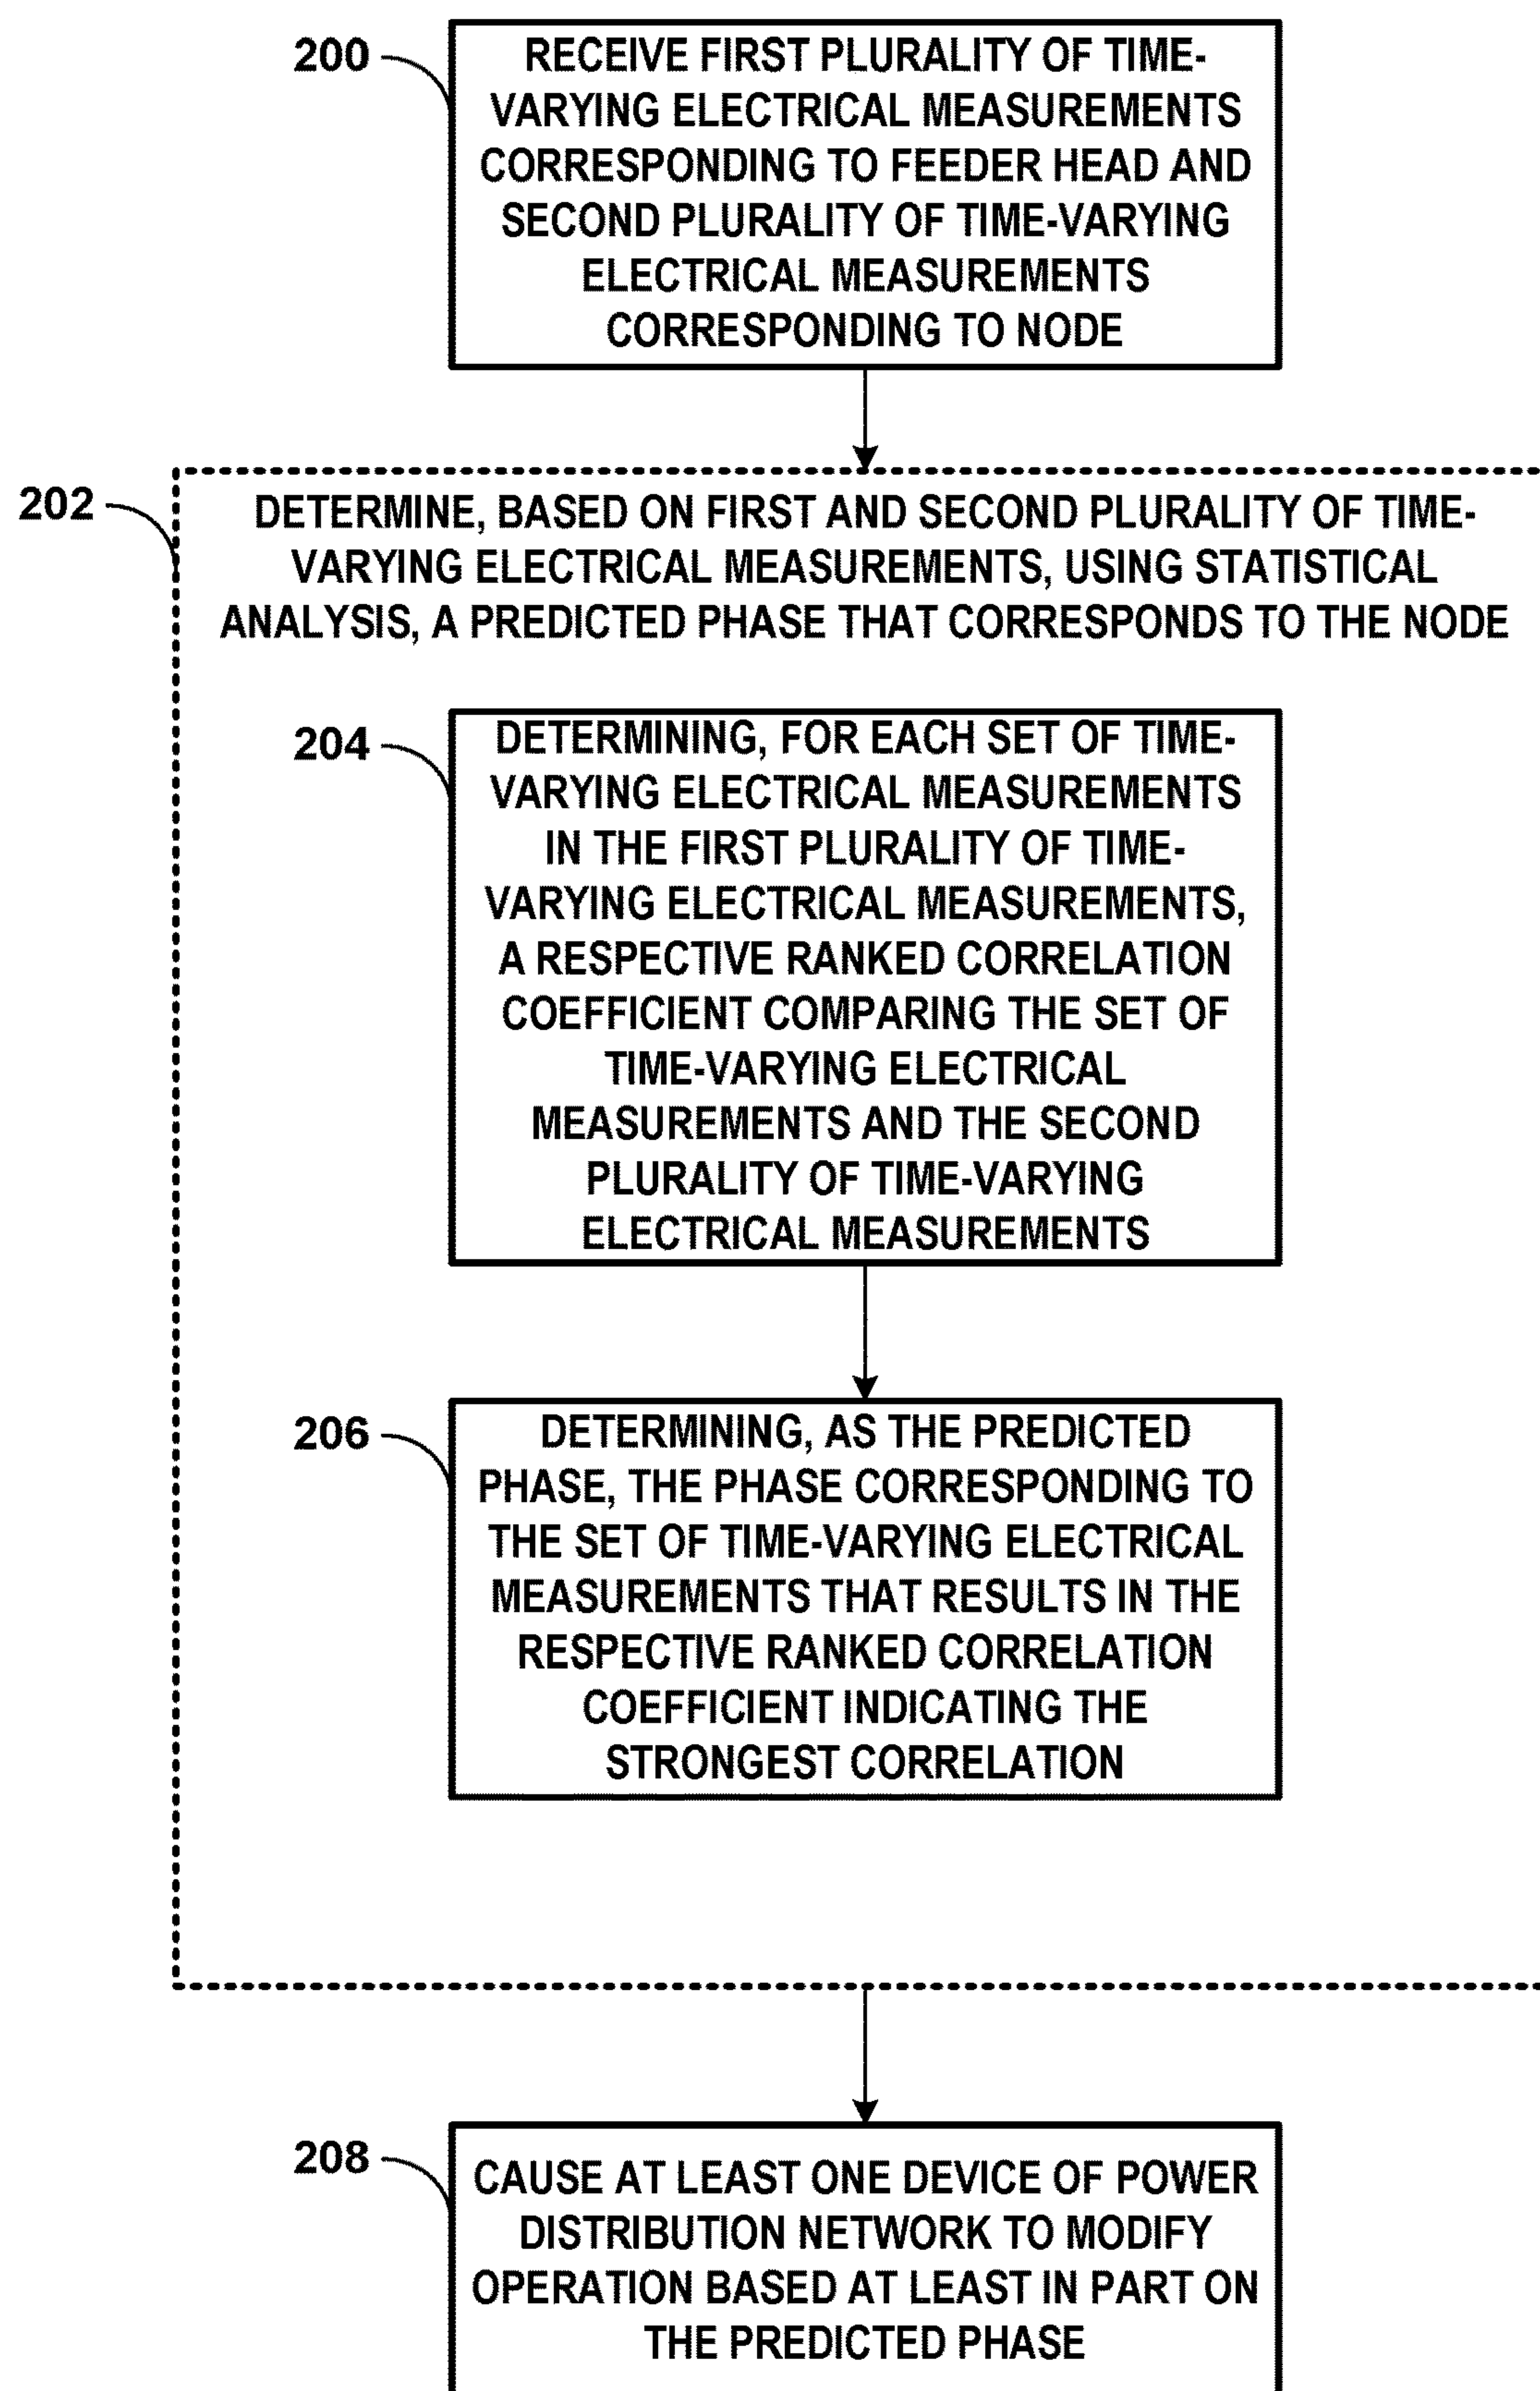 200
RECEIVE FIRST PLURALITY OF TIME-
VARYING ELECTRICAL MEASUREMENTS
CORRESPONDING TO FEEDER HEAD AND
SECOND PLURALITY OF TIME-VARYING
ELECTRICAL MEASUREMENTS
CORRESPONDING TO NODE
202
DETERMINE, BASED ON FIRST AND SECOND PLURALITY OF TIME-
VARYING ELECTRICAL MEASUREMENTS, USING STATISTICAL
ANALYSIS, A PREDICTED PHASE THAT CORRESPONDS TO THE NODE
204
DETERMINING, FOR EACH SET OF TIME-
VARYING ELECTRICAL MEASUREMENTS
IN THE FIRST PLURALITY OF TIME-
VARYING ELECTRICAL MEASUREMENTS,
A RESPECTIVE RANKED CORRELATION
COEFFICIENT COMPARING THE SET OF
TIME-VARYING ELECTRICAL
MEASUREMENTS AND THE SECOND
PLURALITY OF TIME-VARYING
ELECTRICAL MEASUREMENTS
206
DETERMINING, AS THE PREDICTED
PHASE, THE PHASE CORRESPONDING TO
THE SET OF TIME-VARYING ELECTRICAL
MEASUREMENTS THAT RESULTS IN THE
RESPECTIVE RANKED CORRELATION
COEFFICIENT INDICATING THE
STRONGEST CORRELATION
208
CAUSE AT LEAST ONE DEVICE OF POWER
DISTRIBUTION NETWORK TO MODIFY
OPERATION BASED AT LEAST IN PART ON
THE PREDICTED PHASE